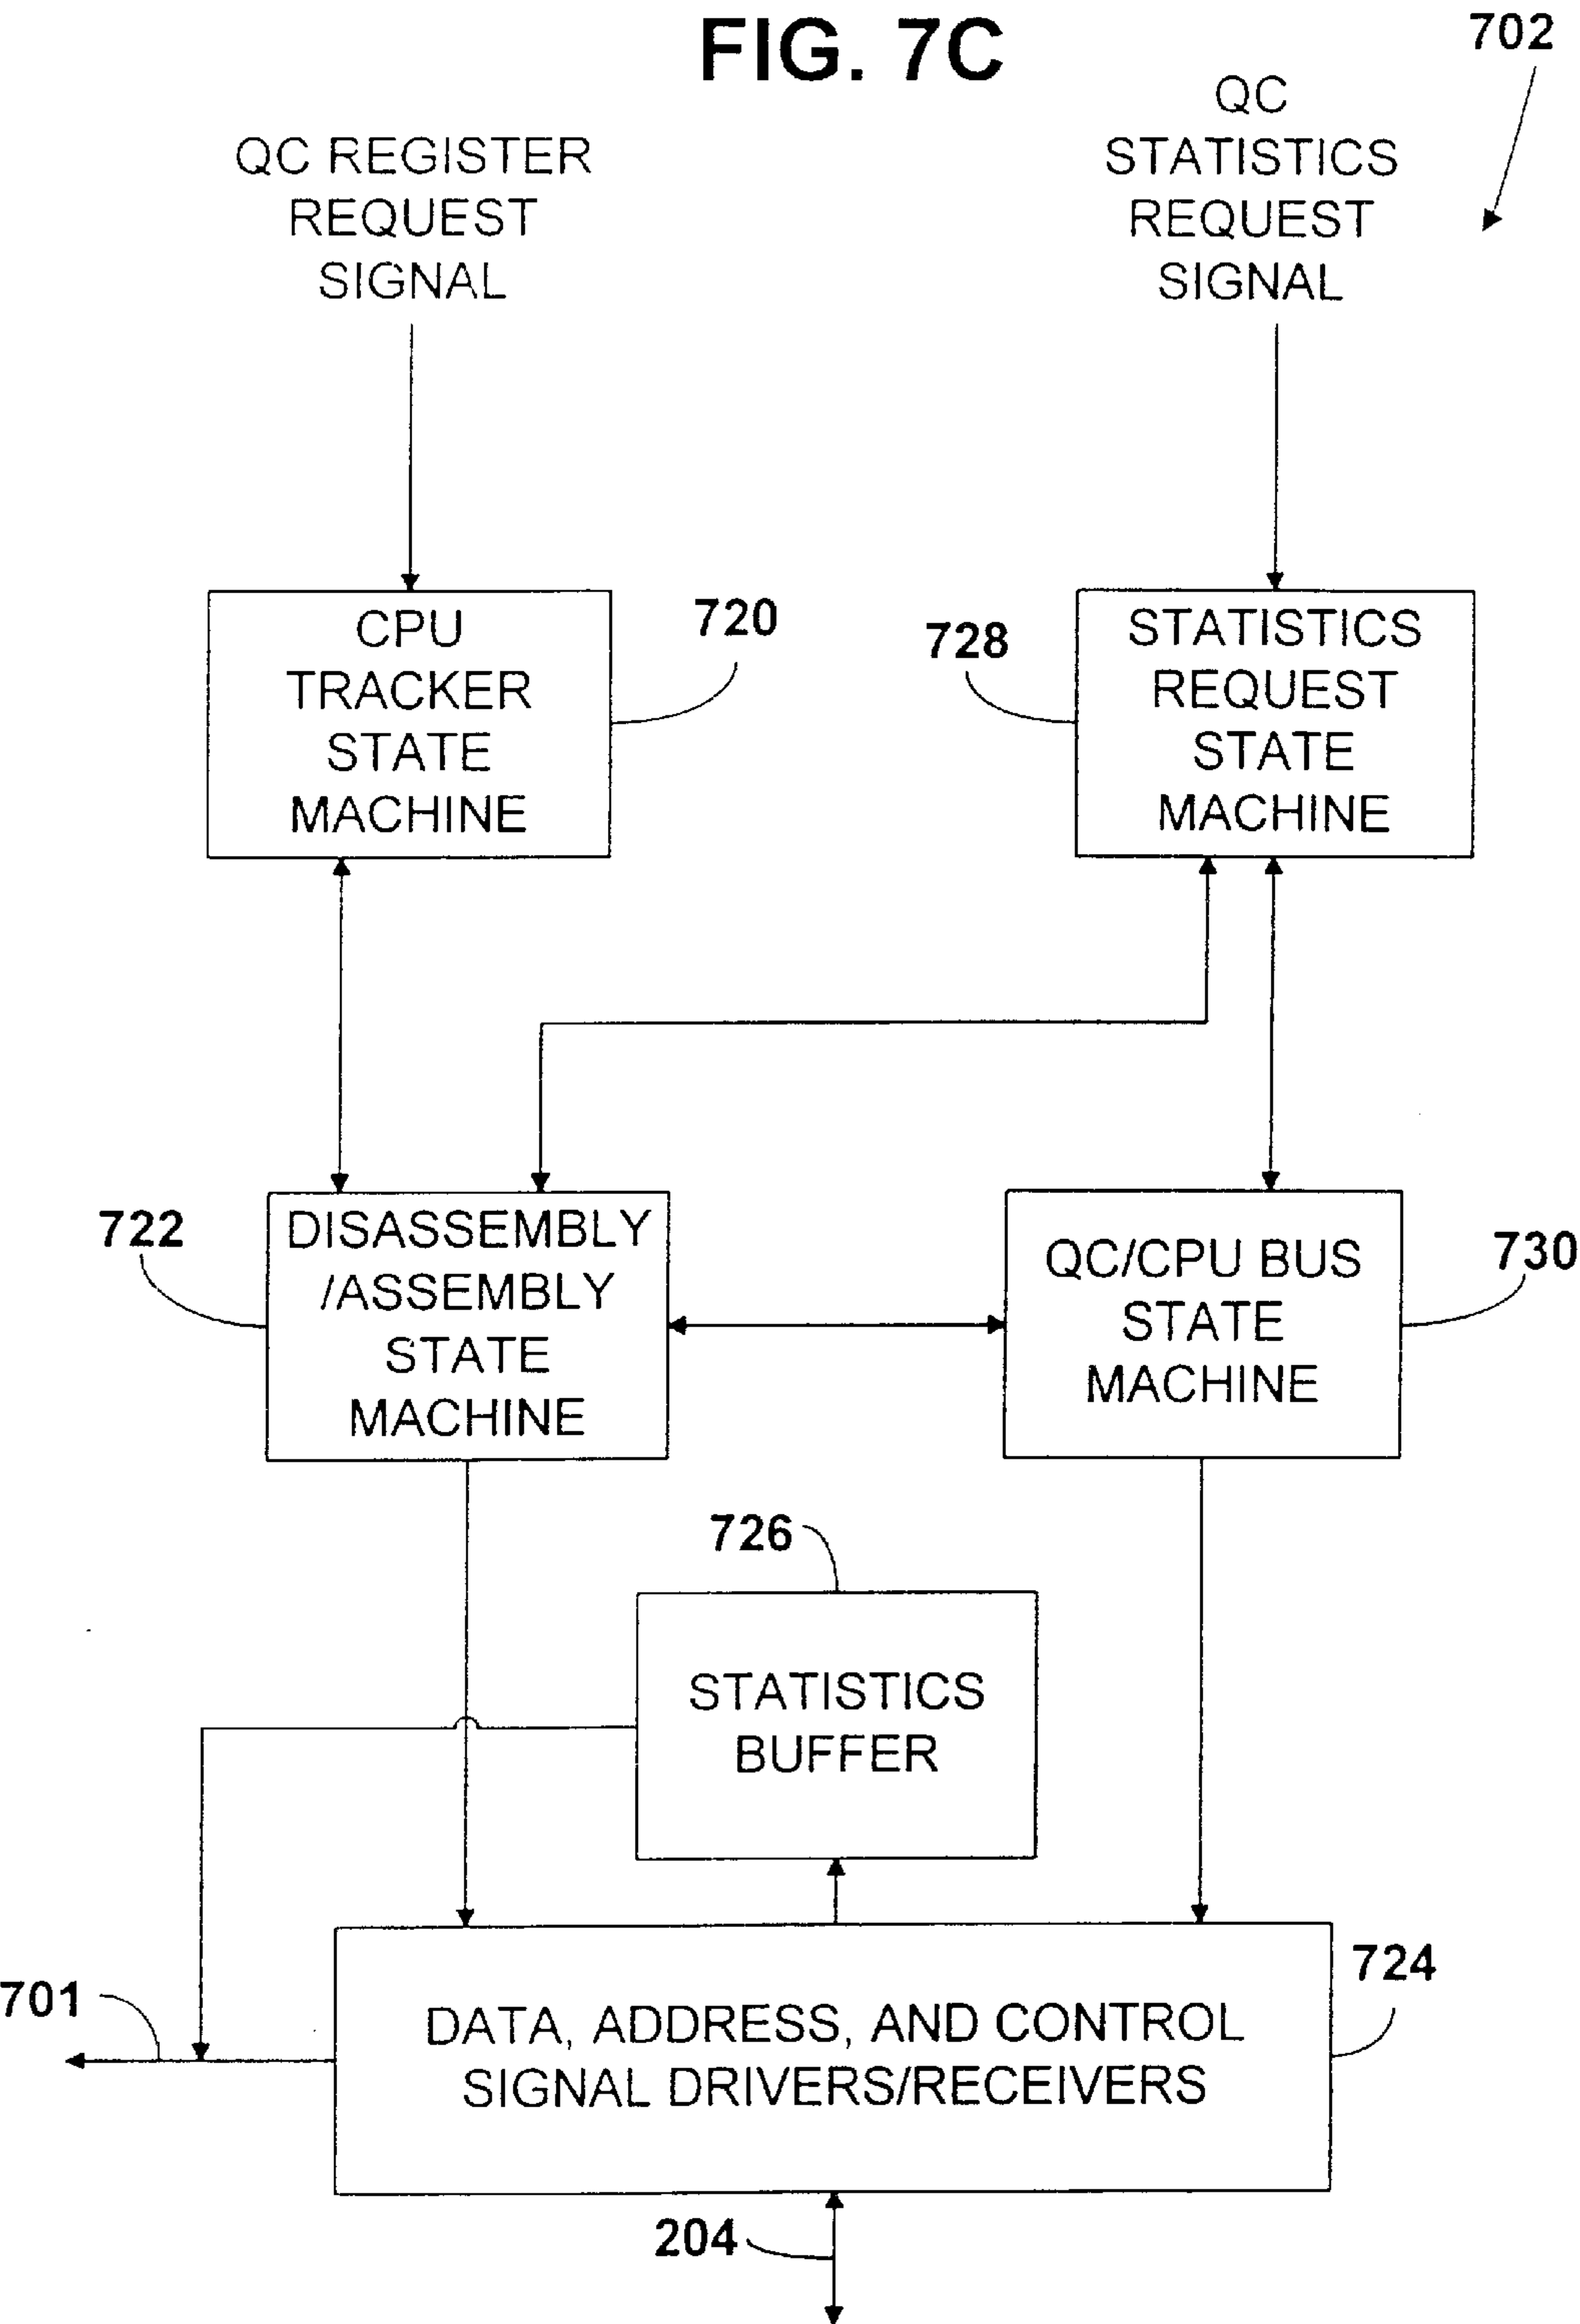 FIG. 7C
702
QC REGISTER
REQUEST
SIGNAL
QC
STATISTICS
REQUEST
SIGNAL
CPU
TRACKER
STATE
MACHINE
720
728
STATISTICS
REQUEST
STATE
MACHINE
722
DISASSEMBLY
/ASSEMBLY
STATE
MACHINE
QC/CPU BUS
STATE
MACHINE
730
726
STATISTICS
BUFFER
701
DATA, ADDRESS, AND CONTROL
SIGNAL DRIVERS/RECEIVERS
724
204